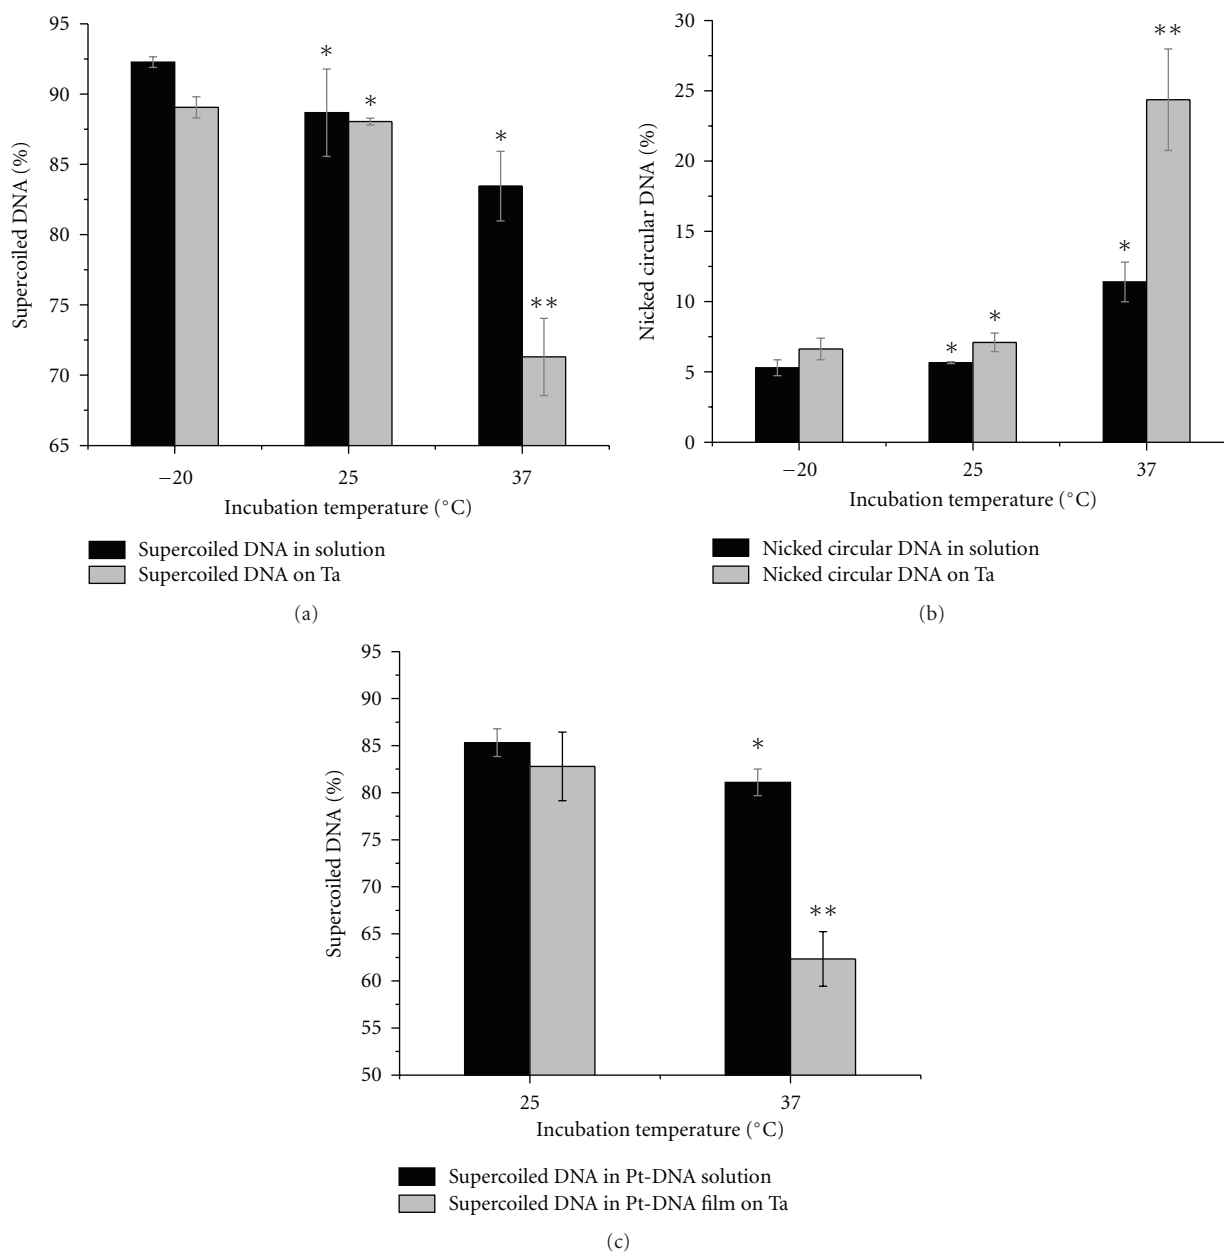 95
90
85
80
75
70
65
Supercoiled DNA (%)
*
*
*
**
−20
25
37
Incubation temperature (°C)
Supercoiled DNA in solution
Supercoiled DNA on Ta
(a)
30
25
20
15
10
5
0
Nicked circular DNA (%)
*
*
*
**
−20
25
37
Incubation temperature (°C)
Nicked circular DNA in solution
Nicked circular DNA on Ta
(b)
95
90
85
80
75
70
65
60
55
50
Supercoiled DNA (%)
*
**
25
37
Incubation temperature (°C)
Supercoiled DNA in Pt-DNA solution
Supercoiled DNA in Pt-DNA film on Ta
(c)